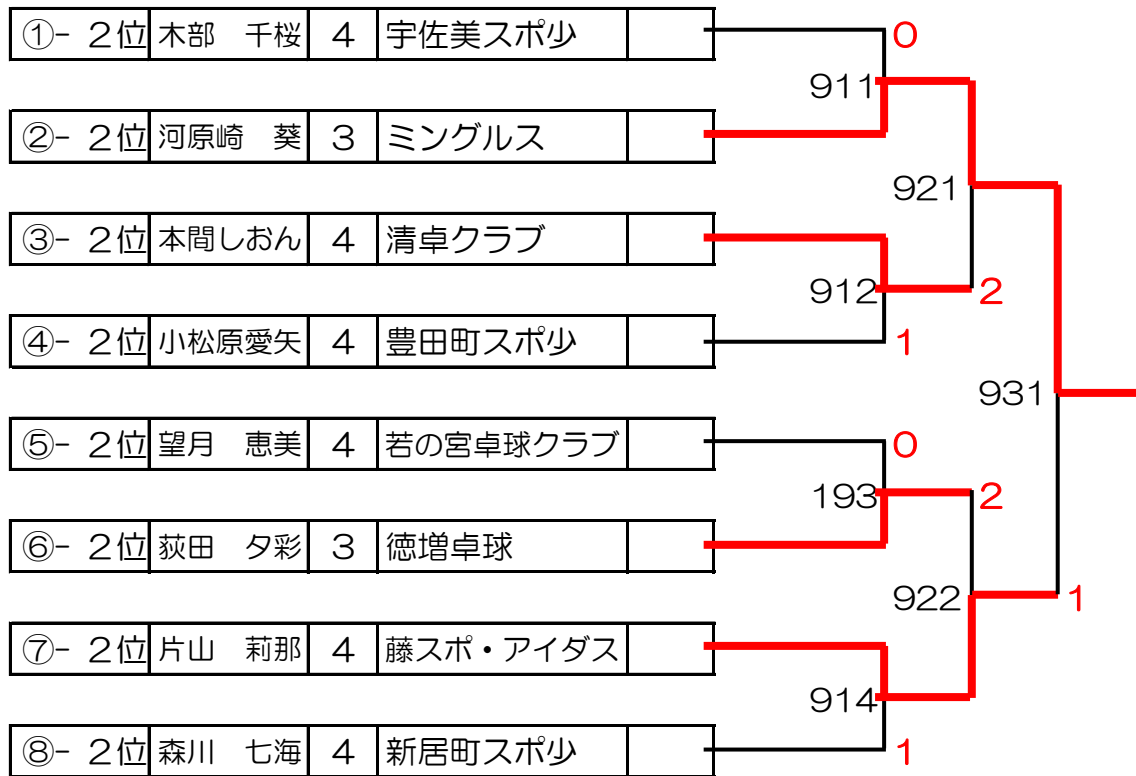 ①- 2位 木部 千桜 4 宇佐美スポ少
0
911
②- 2位 河原崎 葵 3 ミングルス
921
③- 2位 本間しおん 4 清卓クラブ
912 2
④- 2位 小松原愛矢 4 豊田町スポ少
1
931
⑤- 2位 望月 恵美 4 若の宮卓球クラブ
0
193 2
⑥- 2位 荻田 夕彩 3 徳増卓球
922 1
⑦- 2位 片山 莉那 4 藤スポ・アイダス
914
⑧- 2位 森川 七海 4 新居町スポ少
1